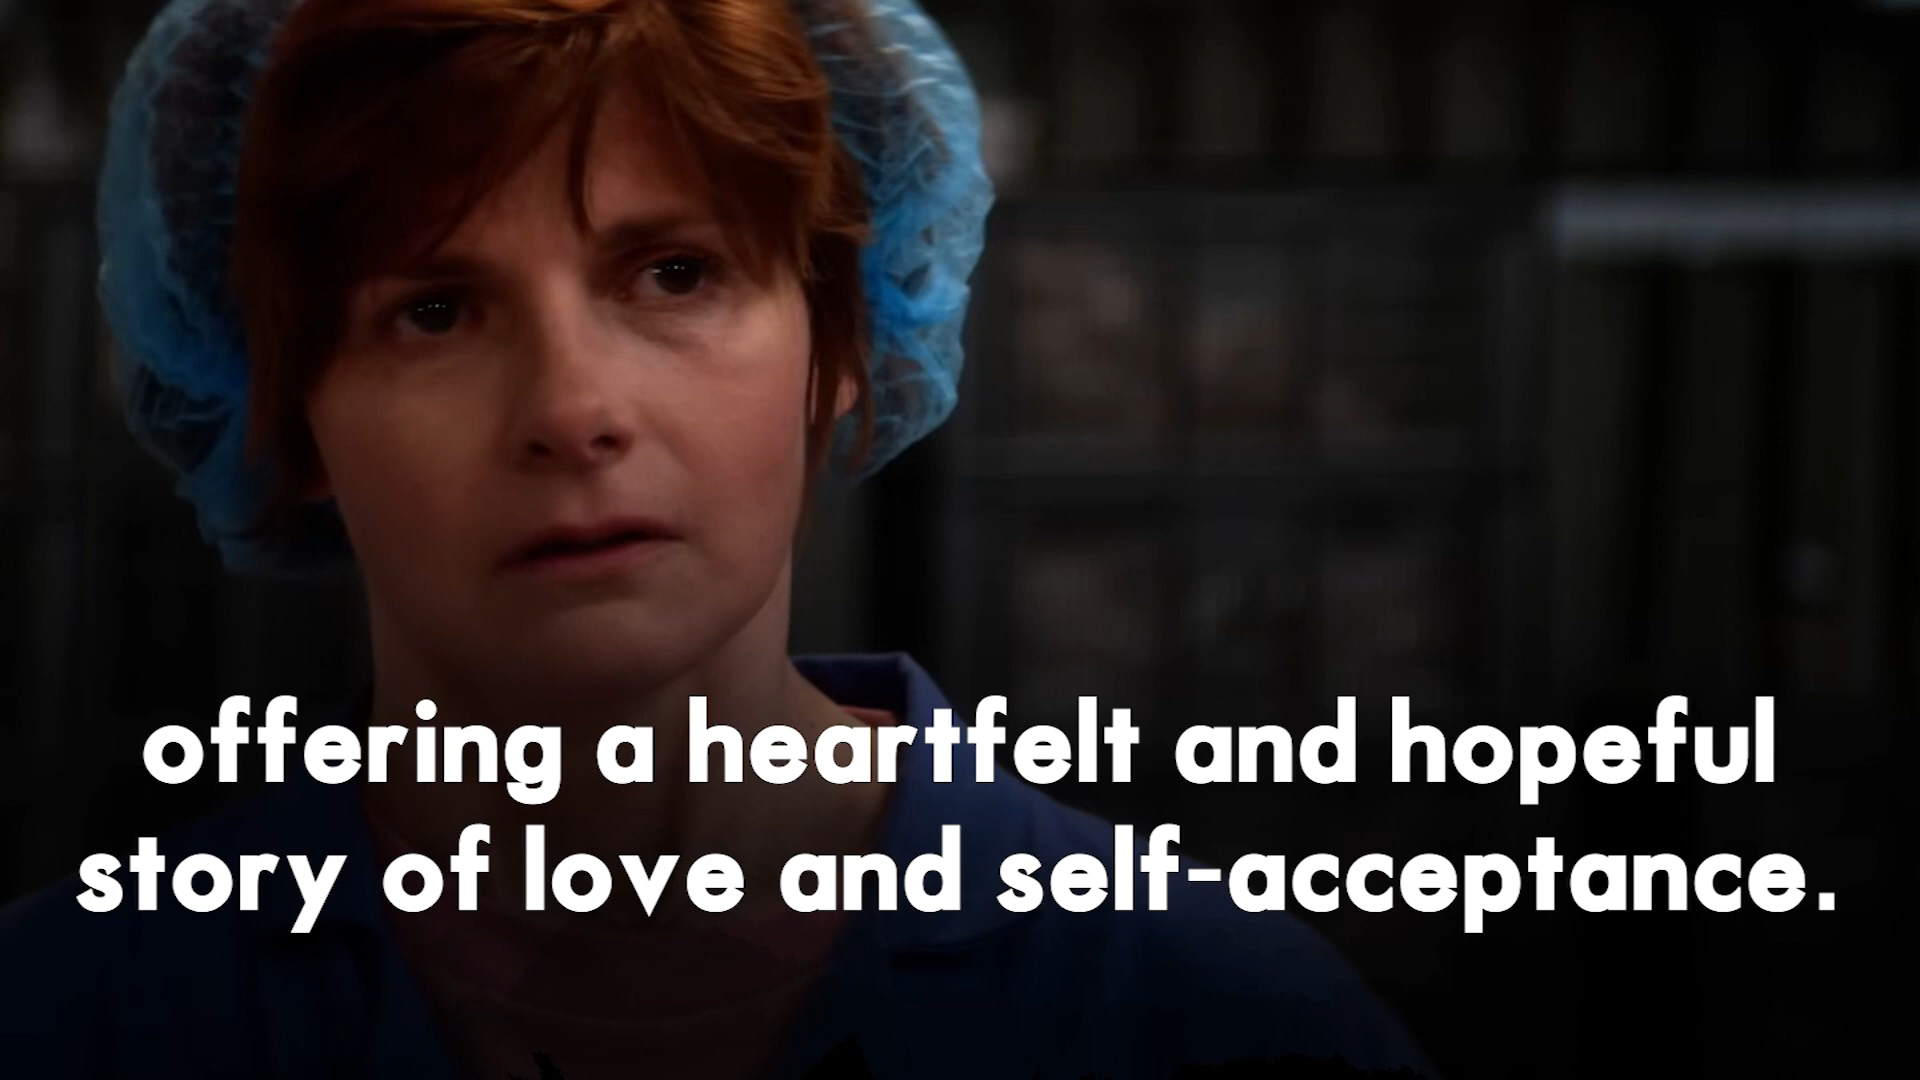 offering a heartfelt and hopeful
story of love and self-acceptance.